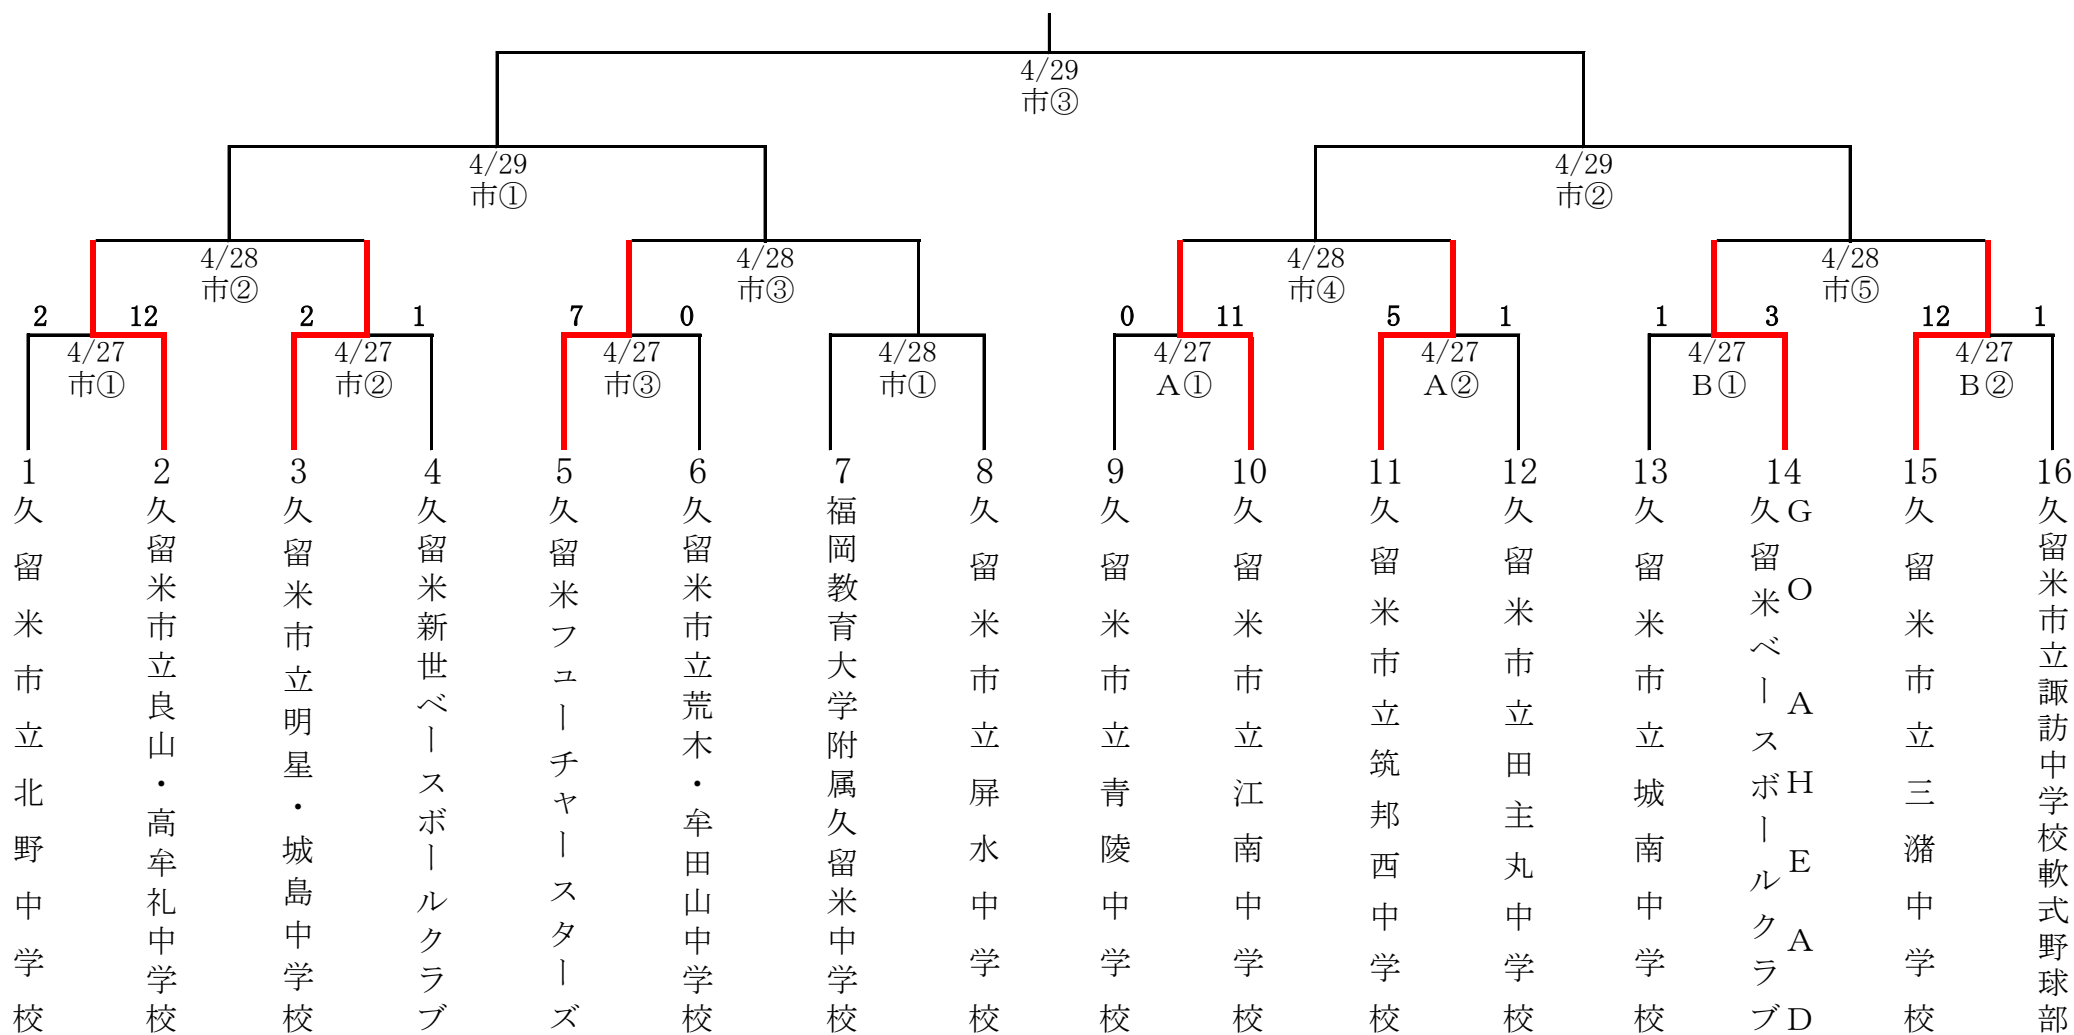 4/29
市③
4/29
市①
4/29
市②
4/28
市②
4/28
市③
4/28
市④
4/28
市⑤
2 12 2 1 7 0 0 11 5 1 1 3 12 1
4/27
市①
4/27
市②
4/27
市③
4/28
市①
4/27
A①
4/27
A②
4/27
B①
4/27
B②
1
久留米市立北野中学校
2
久留米市立良山・高牟礼中学校
3
久留米市立明星・城島中学校
4
久留米新世ベースボールクラブ
5
久留米フューチャースターズ
6
久留米市立荒木・牟田山中学校
7
福岡教育大学附属久留米中学校
8
久留米市立屏水中学校
9
久留米市立青陵中学校
10
久留米市立江南中学校
11
久留米市立筑邦西中学校
12
久留米市立田主丸中学校
13
久留米市立城南中学校
14
GO AHEAD
久留米ベースボールクラブ
15
久留米市立三潴中学校
16
久留米市立諏訪中学校軟式野球部